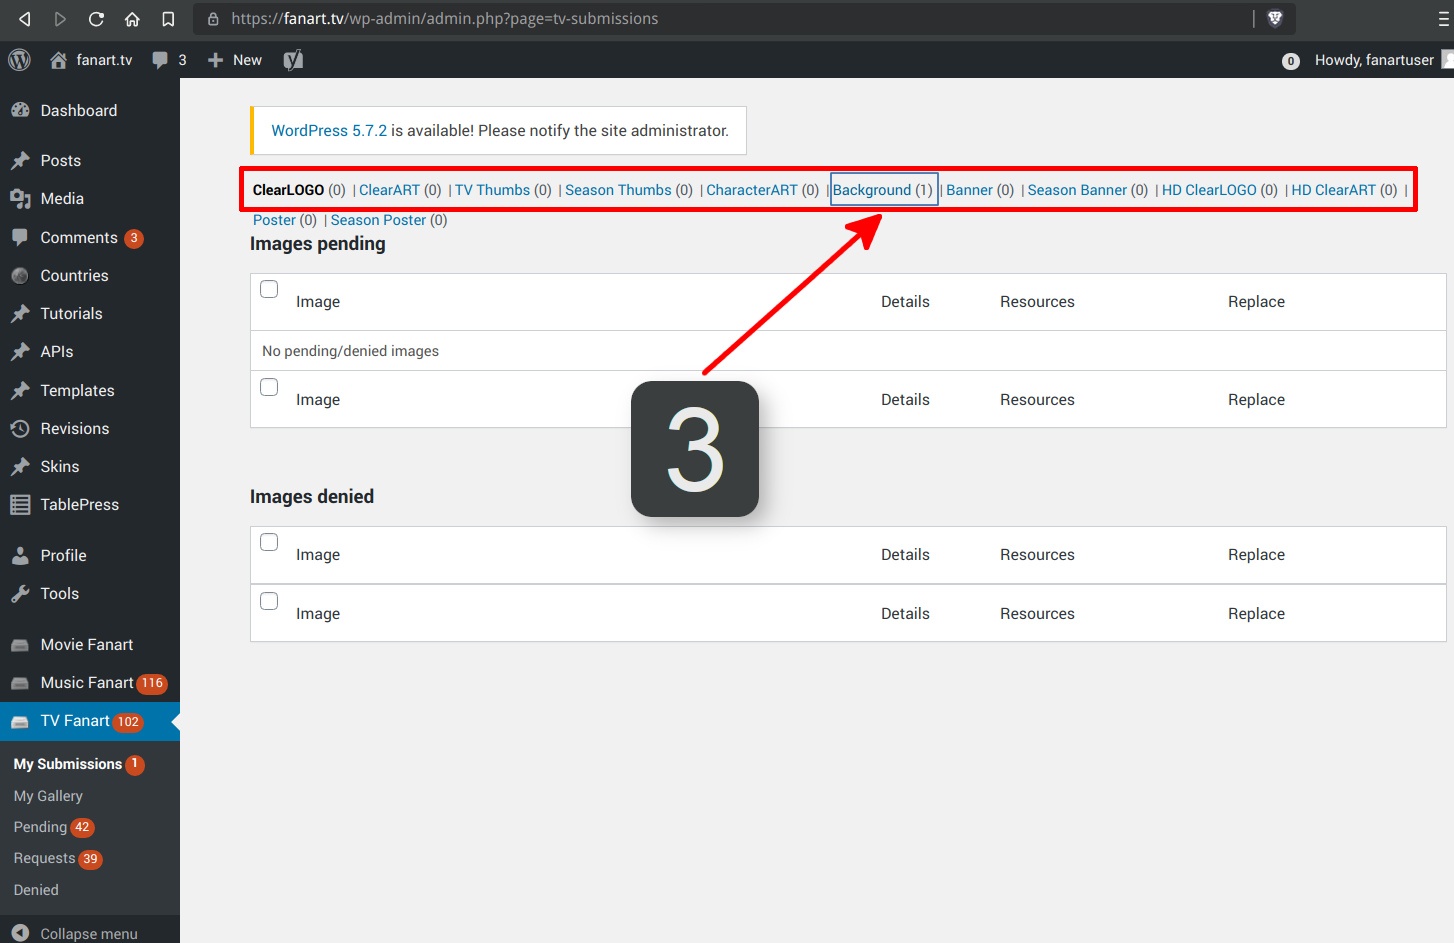 https://fanart.tv/wp-admin/admin.php?page=tv-submissions
fanart.tv 3 New 0 Howdy, fanartuser
Dashboard
Posts
Media
Comments 3
Countries
Tutorials
APIs
Templates
Revisions
Skins
TablePress
Profile
Tools
Movie Fanart
Music Fanart 116
TV Fanart 102
My Submissions 1
My Gallery
Pending 42
Requests 39
Denied
Collapse menu
WordPress 5.7.2 is available! Please notify the site administrator.
ClearLOGO (0) | ClearART (0) | TV Thumbs (0) | Season Thumbs (0) | CharacterART (0) | Background (1) | Banner (0) | Season Banner (0) | HD ClearLOGO (0) | HD ClearART (0) |
Poster (0) | Season Poster (0)
Images pending
Image Details Resources Replace
No pending/denied images
Image Details Resources Replace
3
Images denied
Image Details Resources Replace
Image Details Resources Replace